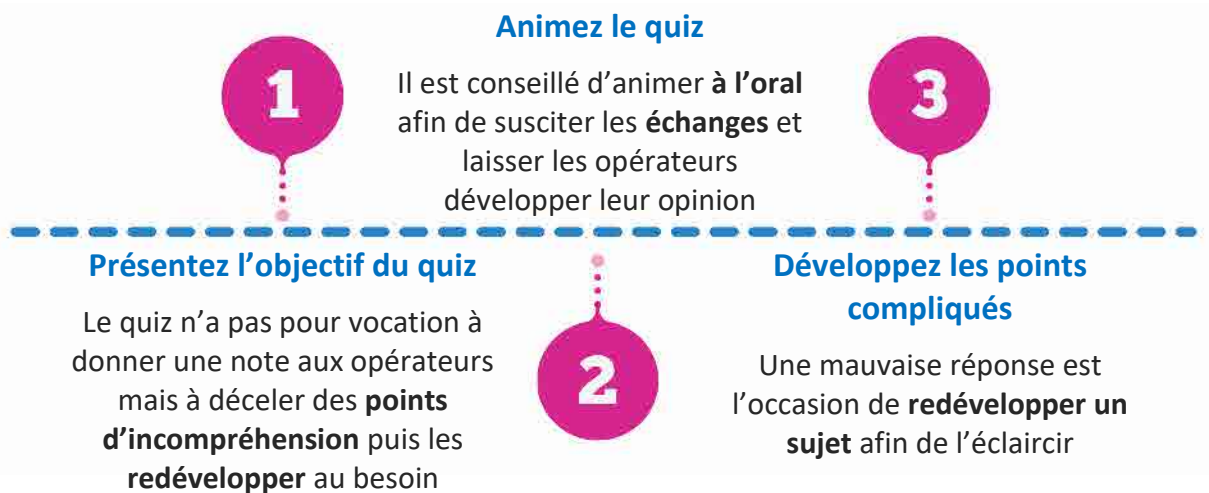 1
Présentez l’objectif du quiz
Le quiz n’a pas pour vocation à
donner une note aux opérateurs
mais à déceler des points
d’incompréhension puis les
redévelopper au besoin
2
Animez le quiz
Il est conseillé d’animer à l’oral
afin de susciter les échanges et
laisser les opérateurs
développer leur opinion
3
Développez les points
compliqués
Une mauvaise réponse est
l’occasion de redévelopper un
sujet afin de l’éclaircir